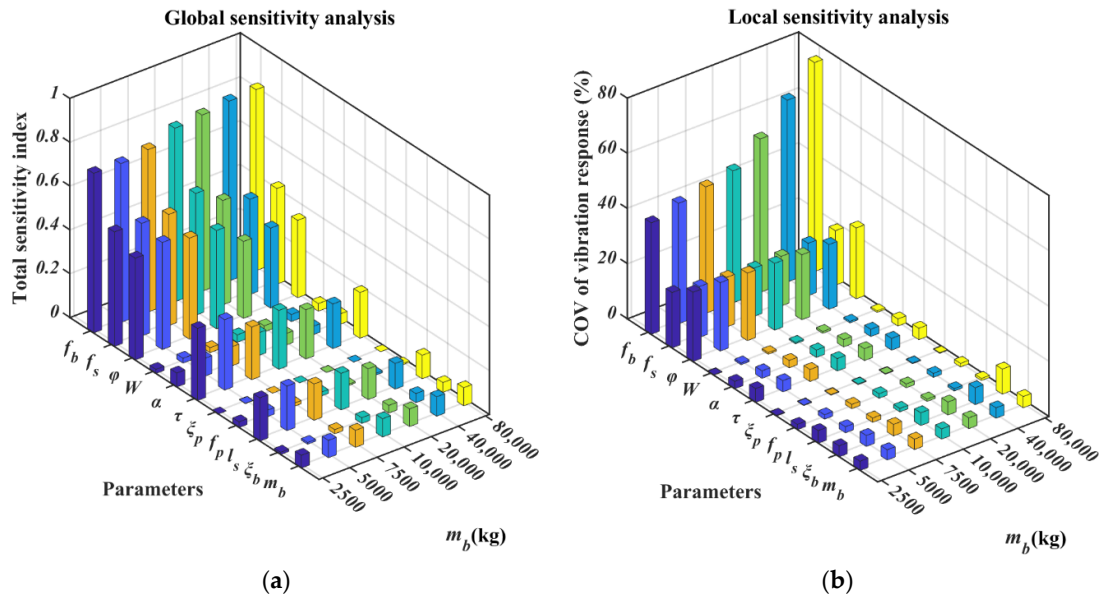 Global sensitivity analysis
Total sensitivity index
1
0.8
0.6
0.4
0.2
0
f_b
f_s
φ
W
α
τ
ξ_p
f_p
l_s
ξ_b
m_b
Parameters
2500
5000
7500
10,000
20,000
40,000
80,000
m_b(kg)
(a)
Local sensitivity analysis
COV of vibration response (%)
80
60
40
20
0
f_b
f_s
φ
W
α
τ
ξ_p
f_p
l_s
ξ_b
m_b
Parameters
2500
5000
7500
10,000
20,000
40,000
80,000
m_b(kg)
(b)